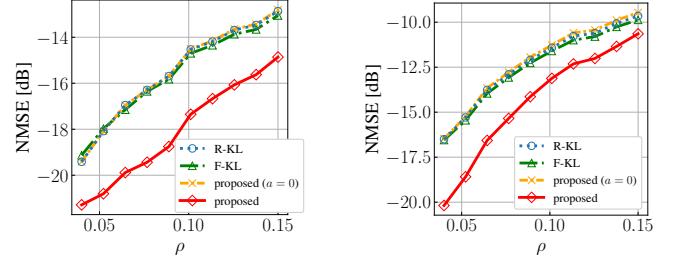 NMSE [dB]
−14
−16
−18
−20
0.05
0.10
0.15
ρ
R-KL
F-KL
proposed (a = 0)
proposed
NMSE [dB]
−10.0
−12.5
−15.0
−17.5
−20.0
0.05
0.10
0.15
ρ
R-KL
F-KL
proposed (a = 0)
proposed